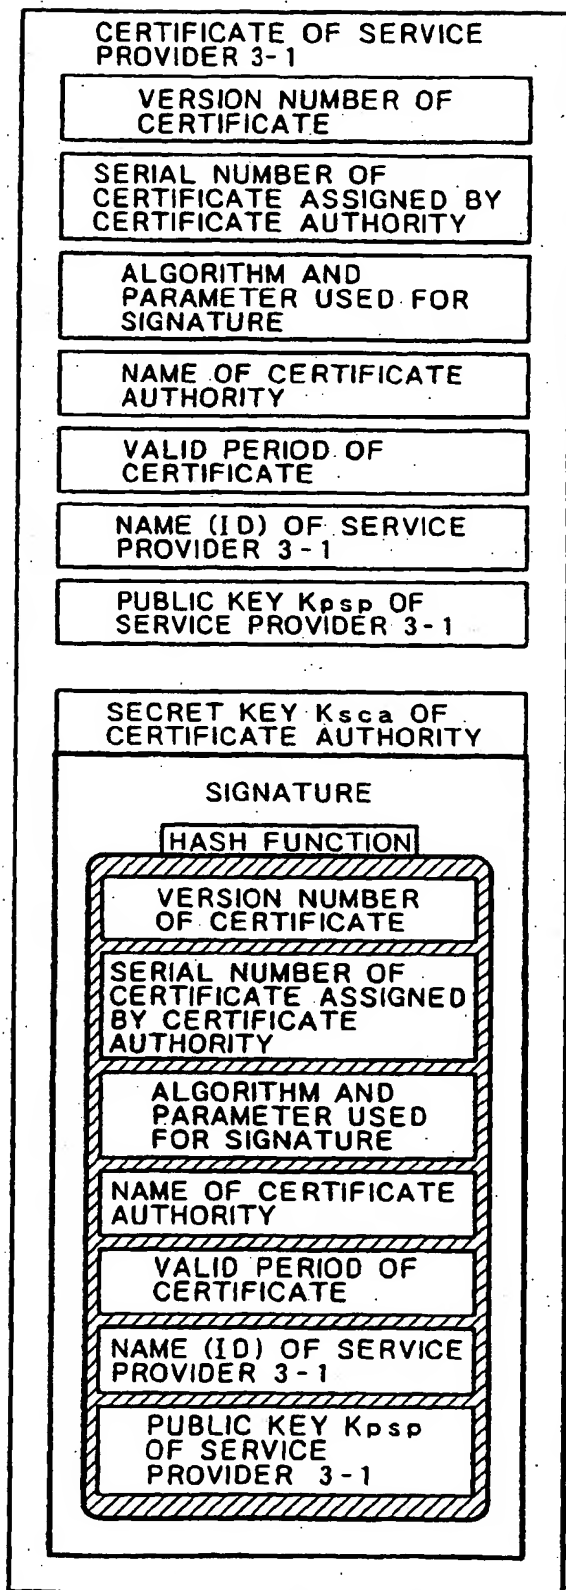 CERTIFICATE OF SERVICE
PROVIDER 3-1
VERSION NUMBER OF
CERTIFICATE
SERIAL NUMBER OF
CERTIFICATE ASSIGNED BY
CERTIFICATE AUTHORITY
ALGORITHM AND
PARAMETER USED FOR
SIGNATURE
NAME OF CERTIFICATE
AUTHORITY
VALID PERIOD OF
CERTIFICATE
NAME (ID) OF SERVICE
PROVIDER 3-1
PUBLIC KEY Kpsp OF
SERVICE PROVIDER 3-1
SECRET KEY Ksca OF
CERTIFICATE AUTHORITY
SIGNATURE
HASH FUNCTION
VERSION NUMBER
OF CERTIFICATE
SERIAL NUMBER OF
CERTIFICATE ASSIGNED
BY CERTIFICATE
AUTHORITY
ALGORITHM AND
PARAMETER USED
FOR SIGNATURE
NAME OF CERTIFICATE
AUTHORITY
VALID PERIOD OF
CERTIFICATE
NAME (ID) OF SERVICE
PROVIDER 3-1
PUBLIC KEY Kpsp
OF SERVICE
PROVIDER 3-1